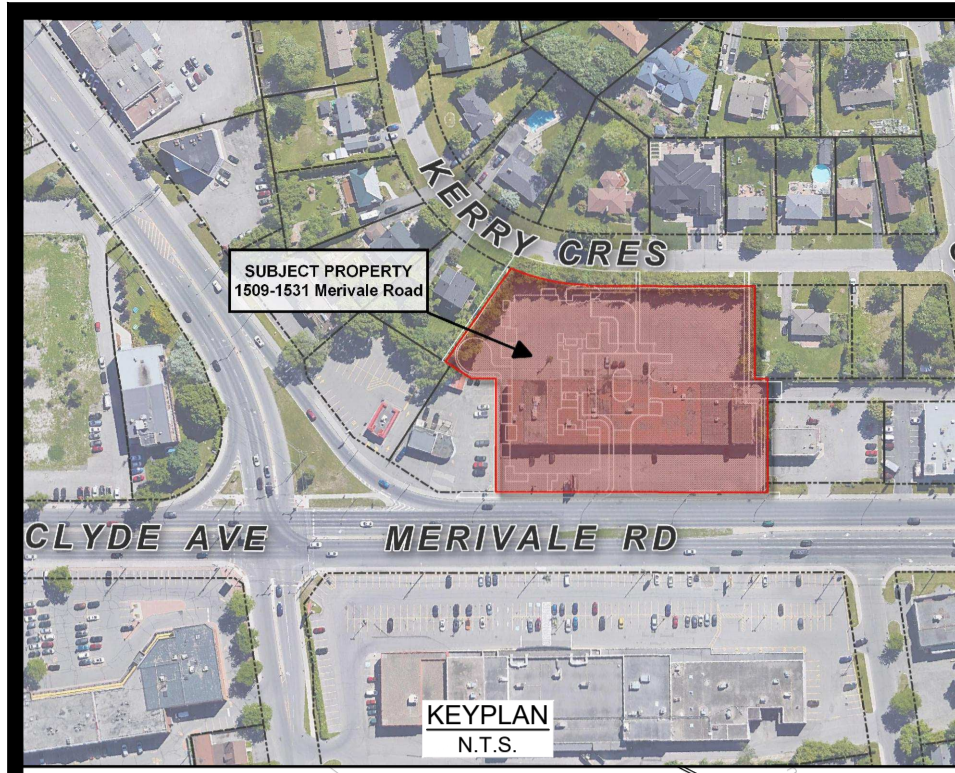 KERRY CRES
SUBJECT PROPERTY
1509-1531 Merivale Road
CLYDE AVE
MERIVALE RD
KEYPLAN
N.T.S.